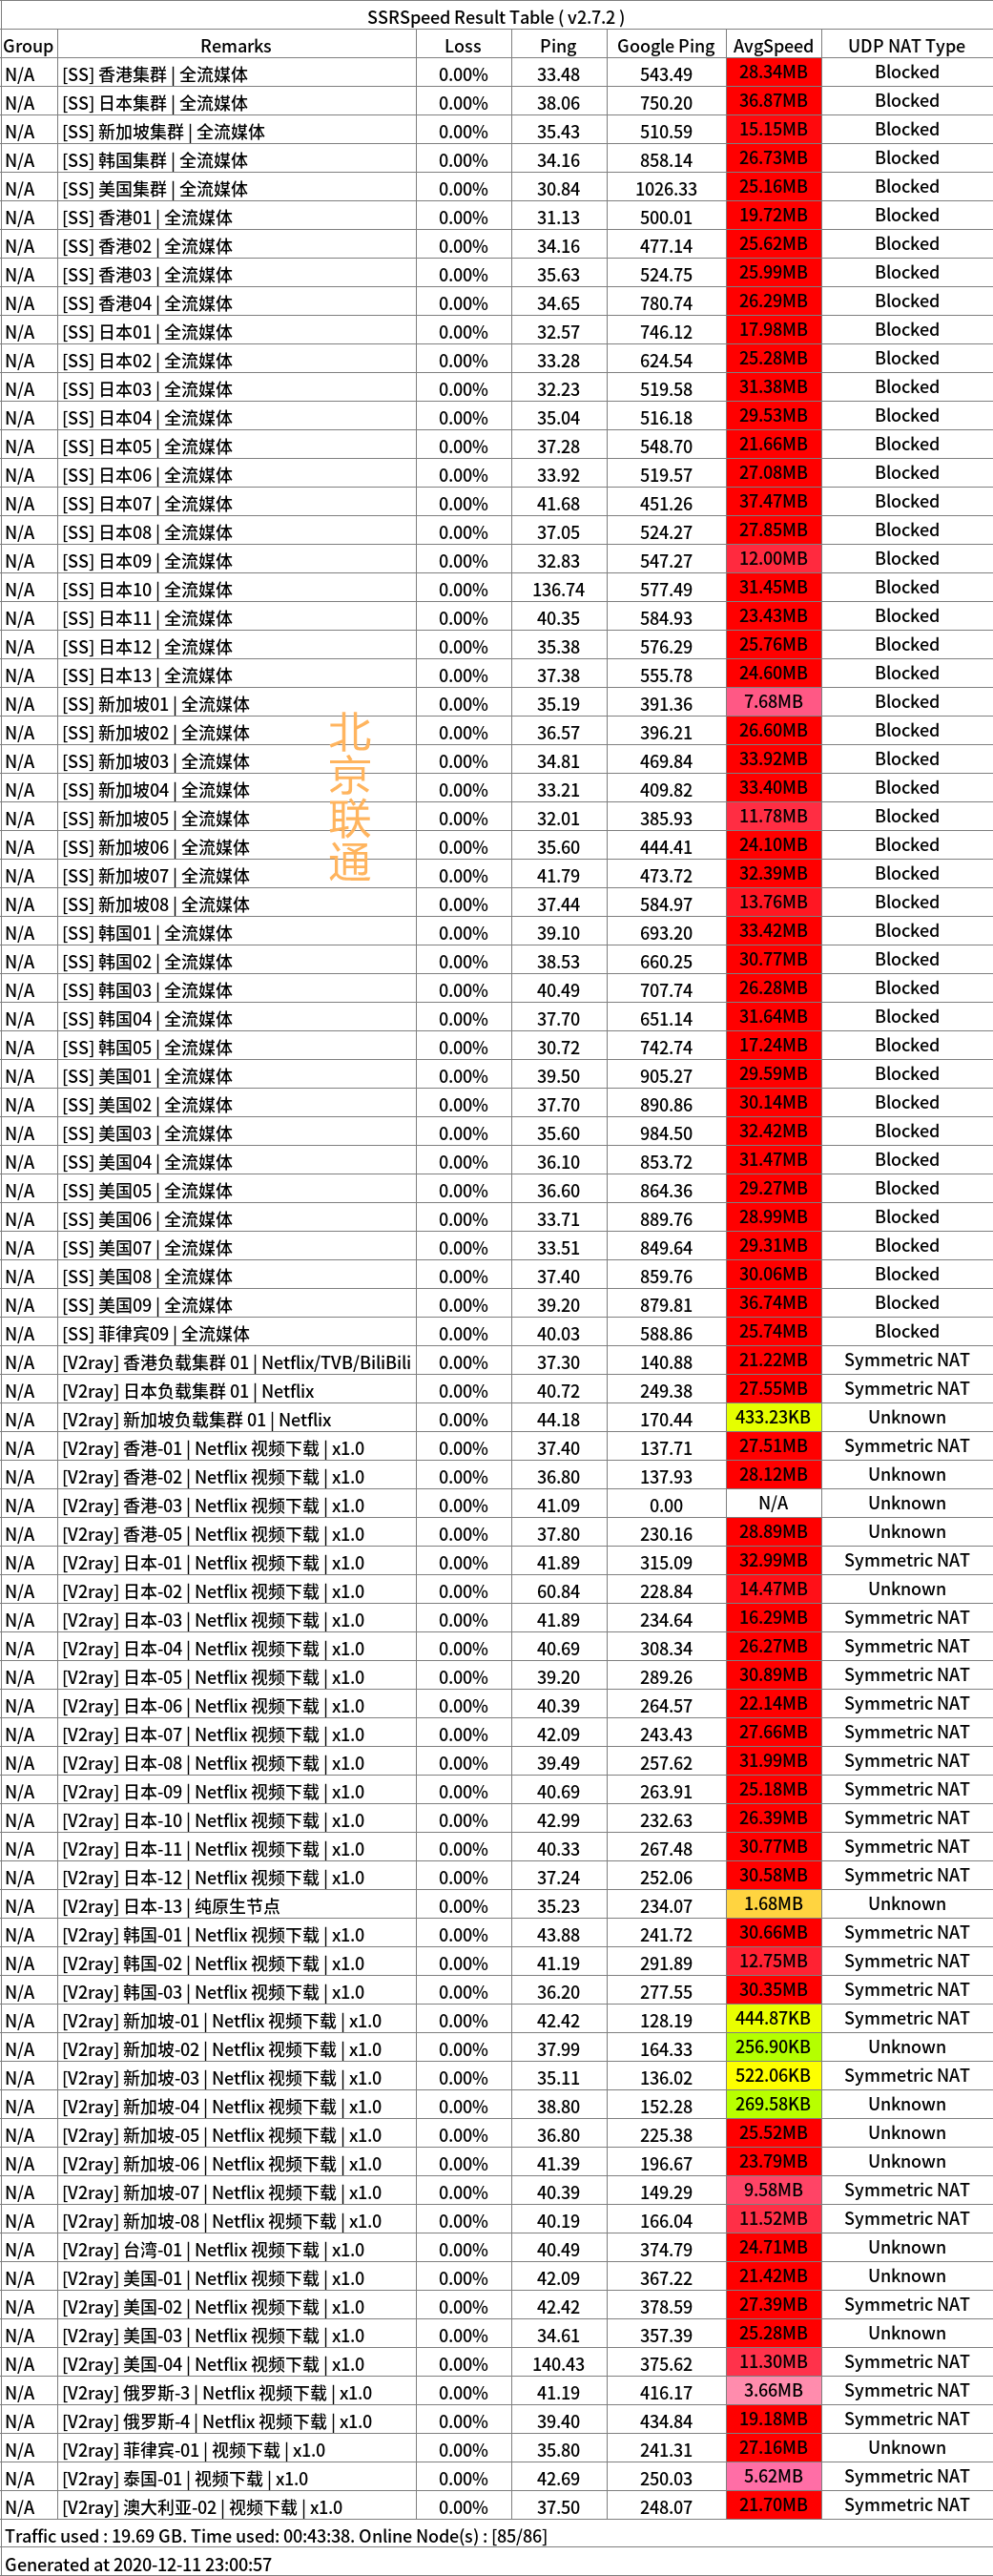 SSRSpeed Result Table ( v2.7.2 )
Group Remarks Loss Ping Google Ping AvgSpeed UDP NAT Type
N/A [SS] 香港集群 | 全流媒体 0.00% 33.48 543.49 28.34MB Blocked
N/A [SS] 日本集群 | 全流媒体 0.00% 38.06 750.20 36.87MB Blocked
N/A [SS] 新加坡集群 | 全流媒体 0.00% 35.43 510.59 15.15MB Blocked
N/A [SS] 韩国集群 | 全流媒体 0.00% 34.16 858.14 26.73MB Blocked
N/A [SS] 美国集群 | 全流媒体 0.00% 30.84 1026.33 25.16MB Blocked
N/A [SS] 香港01 | 全流媒体 0.00% 31.13 500.01 19.72MB Blocked
N/A [SS] 香港02 | 全流媒体 0.00% 34.16 477.14 25.62MB Blocked
N/A [SS] 香港03 | 全流媒体 0.00% 35.63 524.75 25.99MB Blocked
N/A [SS] 香港04 | 全流媒体 0.00% 34.65 780.74 26.29MB Blocked
N/A [SS] 日本01 | 全流媒体 0.00% 32.57 746.12 17.98MB Blocked
N/A [SS] 日本02 | 全流媒体 0.00% 33.28 624.54 25.28MB Blocked
N/A [SS] 日本03 | 全流媒体 0.00% 32.23 519.58 31.38MB Blocked
N/A [SS] 日本04 | 全流媒体 0.00% 35.04 516.18 29.53MB Blocked
N/A [SS] 日本05 | 全流媒体 0.00% 37.28 548.70 21.66MB Blocked
N/A [SS] 日本06 | 全流媒体 0.00% 33.92 519.57 27.08MB Blocked
N/A [SS] 日本07 | 全流媒体 0.00% 41.68 451.26 37.47MB Blocked
N/A [SS] 日本08 | 全流媒体 0.00% 37.05 524.27 27.85MB Blocked
N/A [SS] 日本09 | 全流媒体 0.00% 32.83 547.27 12.00MB Blocked
N/A [SS] 日本10 | 全流媒体 0.00% 136.74 577.49 31.45MB Blocked
N/A [SS] 日本11 | 全流媒体 0.00% 40.35 584.93 23.43MB Blocked
N/A [SS] 日本12 | 全流媒体 0.00% 35.38 576.29 25.76MB Blocked
N/A [SS] 日本13 | 全流媒体 0.00% 37.38 555.78 24.60MB Blocked
N/A [SS] 新加坡01 | 全流媒体 0.00% 35.19 391.36 7.68MB Blocked
N/A [SS] 新加坡02 | 全流媒体 0.00% 36.57 396.21 26.60MB Blocked
N/A [SS] 新加坡03 | 全流媒体 0.00% 34.81 469.84 33.92MB Blocked
N/A [SS] 新加坡04 | 全流媒体 0.00% 33.21 409.82 33.40MB Blocked
N/A [SS] 新加坡05 | 全流媒体 0.00% 32.01 385.93 11.78MB Blocked
N/A [SS] 新加坡06 | 全流媒体 0.00% 35.60 444.41 24.10MB Blocked
N/A [SS] 新加坡07 | 全流媒体 0.00% 41.79 473.72 32.39MB Blocked
N/A [SS] 新加坡08 | 全流媒体 0.00% 37.44 584.97 13.76MB Blocked
北京联通
N/A [SS] 韩国01 | 全流媒体 0.00% 39.10 693.20 33.42MB Blocked
N/A [SS] 韩国02 | 全流媒体 0.00% 38.53 660.25 30.77MB Blocked
N/A [SS] 韩国03 | 全流媒体 0.00% 40.49 707.74 26.28MB Blocked
N/A [SS] 韩国04 | 全流媒体 0.00% 37.70 651.14 31.64MB Blocked
N/A [SS] 韩国05 | 全流媒体 0.00% 30.72 742.74 17.24MB Blocked
N/A [SS] 美国01 | 全流媒体 0.00% 39.50 905.27 29.59MB Blocked
N/A [SS] 美国02 | 全流媒体 0.00% 37.70 890.86 30.14MB Blocked
N/A [SS] 美国03 | 全流媒体 0.00% 35.60 984.50 32.42MB Blocked
N/A [SS] 美国04 | 全流媒体 0.00% 36.10 853.72 31.47MB Blocked
N/A [SS] 美国05 | 全流媒体 0.00% 36.60 864.36 29.27MB Blocked
N/A [SS] 美国06 | 全流媒体 0.00% 33.71 889.76 28.99MB Blocked
N/A [SS] 美国07 | 全流媒体 0.00% 33.51 849.64 29.31MB Blocked
N/A [SS] 美国08 | 全流媒体 0.00% 37.40 859.76 30.06MB Blocked
N/A [SS] 美国09 | 全流媒体 0.00% 39.20 879.81 36.74MB Blocked
N/A [SS] 菲律宾09 | 全流媒体 0.00% 40.03 588.86 25.74MB Blocked
N/A [V2ray] 香港负载集群 01 | Netflix/TVB/BiliBili 0.00% 37.30 140.88 21.22MB Symmetric NAT
N/A [V2ray] 日本负载集群 01 | Netflix 0.00% 40.72 249.38 27.55MB Symmetric NAT
N/A [V2ray] 新加坡负载集群 01 | Netflix 0.00% 44.18 170.44 433.23KB Unknown
N/A [V2ray] 香港-01 | Netflix 视频下载 | x1.0 0.00% 37.40 137.71 27.51MB Symmetric NAT
N/A [V2ray] 香港-02 | Netflix 视频下载 | x1.0 0.00% 36.80 137.93 28.12MB Unknown
N/A [V2ray] 香港-03 | Netflix 视频下载 | x1.0 0.00% 41.09 0.00 N/A Unknown
N/A [V2ray] 香港-05 | Netflix 视频下载 | x1.0 0.00% 37.80 230.16 28.89MB Unknown
N/A [V2ray] 日本-01 | Netflix 视频下载 | x1.0 0.00% 41.89 315.09 32.99MB Symmetric NAT
N/A [V2ray] 日本-02 | Netflix 视频下载 | x1.0 0.00% 60.84 228.84 14.47MB Unknown
N/A [V2ray] 日本-03 | Netflix 视频下载 | x1.0 0.00% 41.89 234.64 16.29MB Symmetric NAT
N/A [V2ray] 日本-04 | Netflix 视频下载 | x1.0 0.00% 40.69 308.34 26.27MB Symmetric NAT
N/A [V2ray] 日本-05 | Netflix 视频下载 | x1.0 0.00% 39.20 289.26 30.89MB Symmetric NAT
N/A [V2ray] 日本-06 | Netflix 视频下载 | x1.0 0.00% 40.39 264.57 22.14MB Symmetric NAT
N/A [V2ray] 日本-07 | Netflix 视频下载 | x1.0 0.00% 42.09 243.43 27.66MB Symmetric NAT
N/A [V2ray] 日本-08 | Netflix 视频下载 | x1.0 0.00% 39.49 257.62 31.99MB Symmetric NAT
N/A [V2ray] 日本-09 | Netflix 视频下载 | x1.0 0.00% 40.69 263.91 25.18MB Symmetric NAT
N/A [V2ray] 日本-10 | Netflix 视频下载 | x1.0 0.00% 42.99 232.63 26.39MB Symmetric NAT
N/A [V2ray] 日本-11 | Netflix 视频下载 | x1.0 0.00% 40.33 267.48 30.77MB Symmetric NAT
N/A [V2ray] 日本-12 | Netflix 视频下载 | x1.0 0.00% 37.24 252.06 30.58MB Symmetric NAT
N/A [V2ray] 日本-13 | 纯原生节点 0.00% 35.23 234.07 1.68MB Unknown
N/A [V2ray] 韩国-01 | Netflix 视频下载 | x1.0 0.00% 43.88 241.72 30.66MB Symmetric NAT
N/A [V2ray] 韩国-02 | Netflix 视频下载 | x1.0 0.00% 41.19 291.89 12.75MB Symmetric NAT
N/A [V2ray] 韩国-03 | Netflix 视频下载 | x1.0 0.00% 36.20 277.55 30.35MB Symmetric NAT
N/A [V2ray] 新加坡-01 | Netflix 视频下载 | x1.0 0.00% 42.42 128.19 444.87KB Symmetric NAT
N/A [V2ray] 新加坡-02 | Netflix 视频下载 | x1.0 0.00% 37.99 164.33 256.90KB Unknown
N/A [V2ray] 新加坡-03 | Netflix 视频下载 | x1.0 0.00% 35.11 136.02 522.06KB Symmetric NAT
N/A [V2ray] 新加坡-04 | Netflix 视频下载 | x1.0 0.00% 38.80 152.28 269.58KB Unknown
N/A [V2ray] 新加坡-05 | Netflix 视频下载 | x1.0 0.00% 36.80 225.38 25.52MB Unknown
N/A [V2ray] 新加坡-06 | Netflix 视频下载 | x1.0 0.00% 41.39 196.67 23.79MB Unknown
N/A [V2ray] 新加坡-07 | Netflix 视频下载 | x1.0 0.00% 40.39 149.29 9.58MB Symmetric NAT
N/A [V2ray] 新加坡-08 | Netflix 视频下载 | x1.0 0.00% 40.19 166.04 11.52MB Symmetric NAT
N/A [V2ray] 台湾-01 | Netflix 视频下载 | x1.0 0.00% 40.49 374.79 24.71MB Unknown
N/A [V2ray] 美国-01 | Netflix 视频下载 | x1.0 0.00% 42.09 367.22 21.42MB Unknown
N/A [V2ray] 美国-02 | Netflix 视频下载 | x1.0 0.00% 42.42 378.59 27.39MB Symmetric NAT
N/A [V2ray] 美国-03 | Netflix 视频下载 | x1.0 0.00% 34.61 357.39 25.28MB Unknown
N/A [V2ray] 美国-04 | Netflix 视频下载 | x1.0 0.00% 140.43 375.62 11.30MB Symmetric NAT
N/A [V2ray] 俄罗斯-3 | Netflix 视频下载 | x1.0 0.00% 41.19 416.17 3.66MB Symmetric NAT
N/A [V2ray] 俄罗斯-4 | Netflix 视频下载 | x1.0 0.00% 39.40 434.84 19.18MB Symmetric NAT
N/A [V2ray] 菲律宾-01 | 视频下载 | x1.0 0.00% 35.80 241.31 27.16MB Unknown
N/A [V2ray] 泰国-01 | 视频下载 | x1.0 0.00% 42.69 250.03 5.62MB Symmetric NAT
N/A [V2ray] 澳大利亚-02 | 视频下载 | x1.0 0.00% 37.50 248.07 21.70MB Symmetric NAT
Traffic used : 19.69 GB. Time used: 00:43:38. Online Node(s) : [85/86]
Generated at 2020-12-11 23:00:57